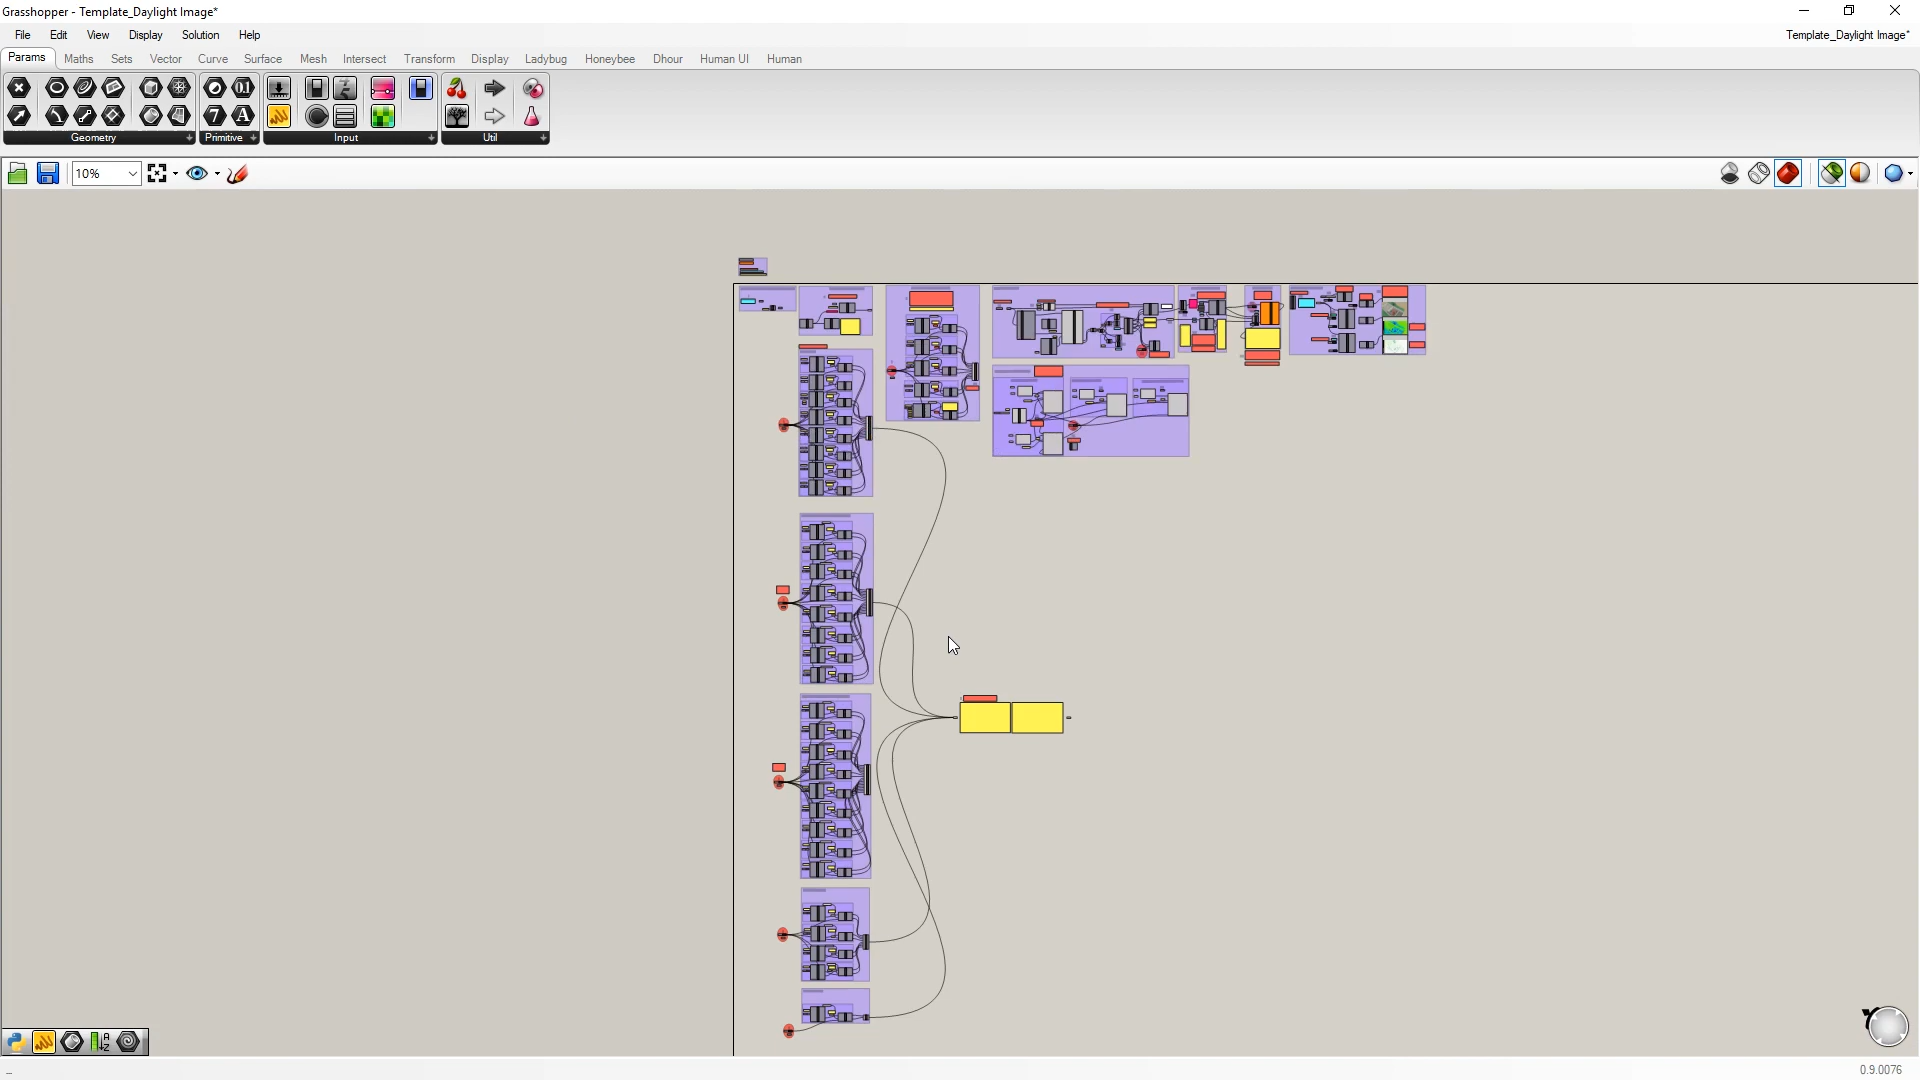 Grasshopper - Template_Daylight Image*
File Edit View Display Solution Help
Template_Daylight Image*
Params Maths Sets Vector Curve Surface Mesh Intersect Transform Display Ladybug Honeybee Dhour Human UI Human
Geometry Primitive Input Util
10%
0.9.0076